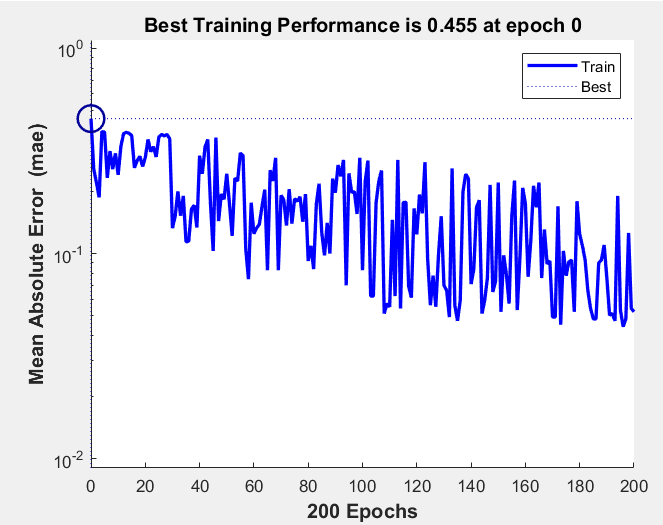 Best Training Performance is 0.455 at epoch 0
10^0
Train
Best
Mean Absolute Error (mae)
10^-1
10^-2
0 20 40 60 80 100 120 140 160 180 200
200 Epochs